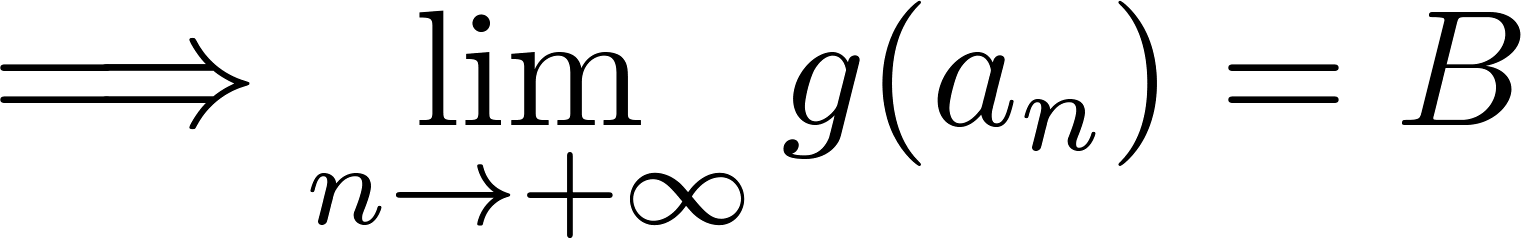 ⟹ lim_{n→+∞} g(a_n) = B